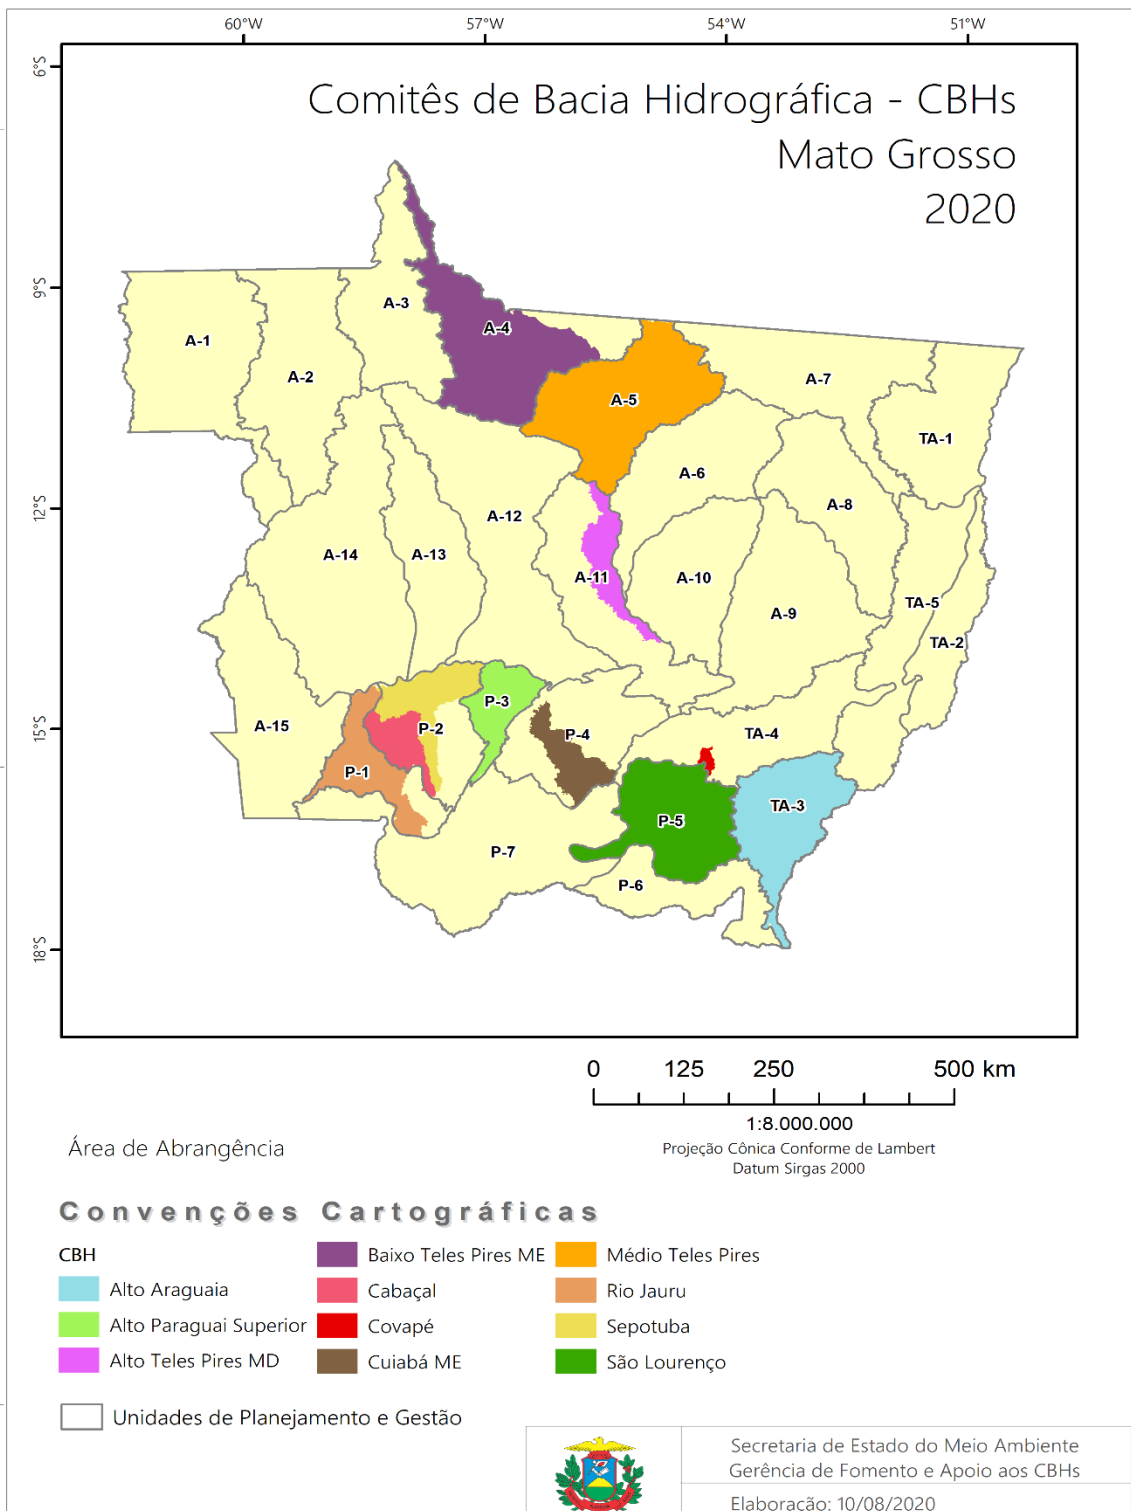 60°W 57°W 54°W 51°W
6°S
9°S
12°S
15°S
18°S
Comitês de Bacia Hidrográfica - CBHs
Mato Grosso
2020
A-1
A-2
A-3
A-4
A-5
A-7
TA-1
A-6
A-8
A-12
A-14
A-13
A-11
A-10
A-9
TA-5
TA-2
A-15
P-3
P-2
P-4
TA-4
P-1
TA-3
P-5
P-7
P-6
0 125 250 500 km
1:8.000.000
Projeção Cônica Conforme de Lambert
Datum Sirgas 2000
Área de Abrangência
Convenções Cartográficas
CBH
Alto Araguaia
Alto Paraguai Superior
Alto Teles Pires MD
Baixo Teles Pires ME
Cabaçal
Covapé
Cuiabá ME
Médio Teles Pires
Rio Jauru
Sepotuba
São Lourenço
Unidades de Planejamento e Gestão
Secretaria de Estado do Meio Ambiente
Gerência de Fomento e Apoio aos CBHs
Elaboração: 10/08/2020